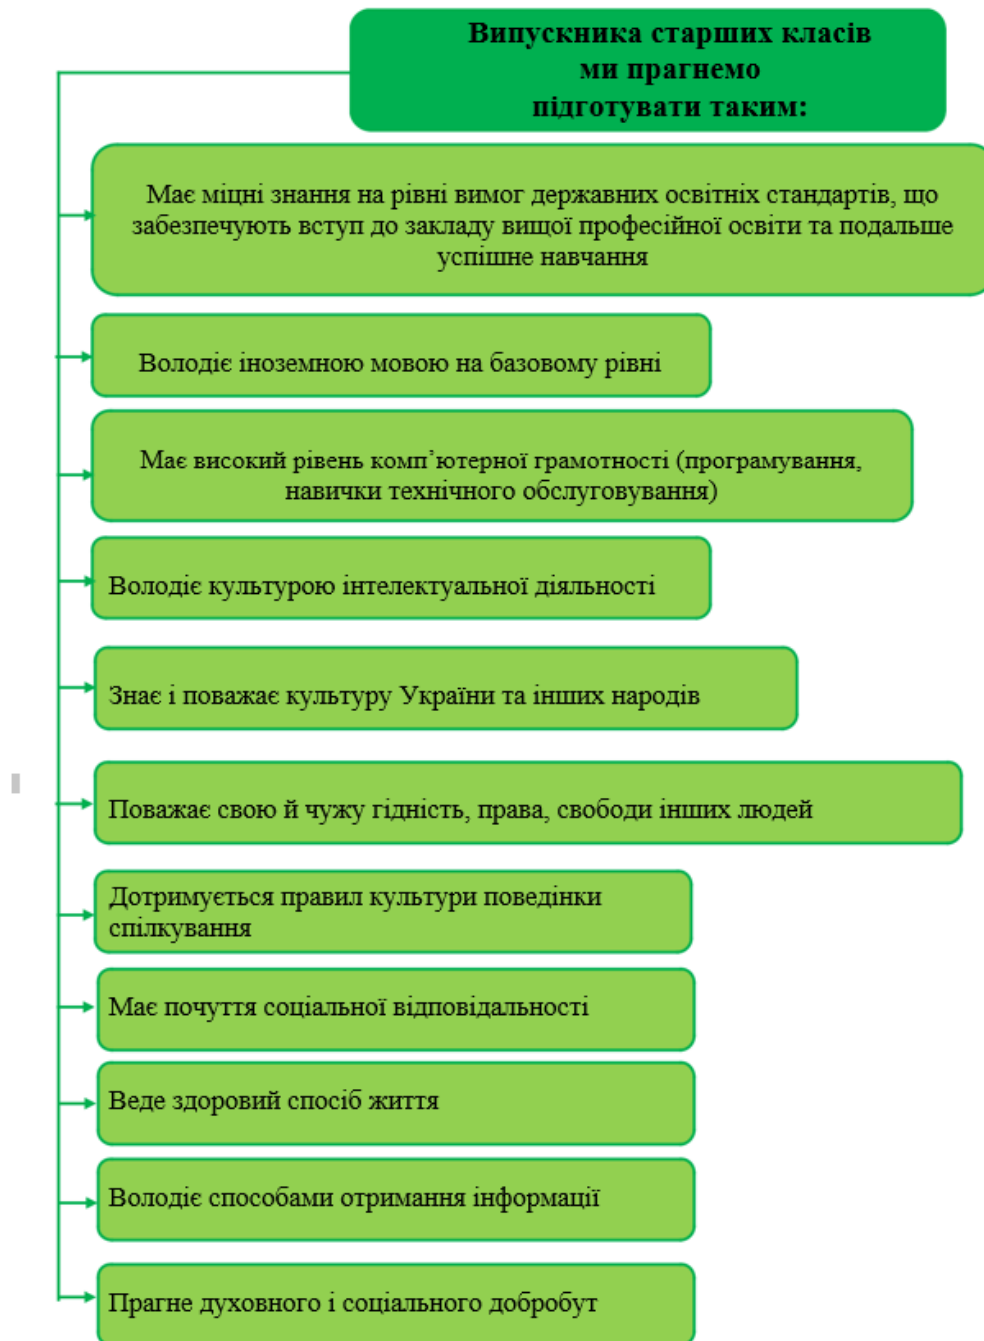 Випускника старших класів
ми прагнемо
підготувати таким:
Має міцні знання на рівні вимог державних освітніх стандартів, що
забезпечують вступ до закладу вищої професійної освіти та подальше
успішне навчання
Володіє іноземною мовою на базовому рівні
Має високий рівень комп’ютерної грамотності (програмування,
навички технічного обслуговування)
Володіє культурою інтелектуальної діяльності
Знає і поважає культуру України та інших народів
Поважає свою й чужу гідність, права, свободи інших людей
Дотримується правил культури поведінки
спілкування
Має почуття соціальної відповідальності
Веде здоровий спосіб життя
Володіє способами отримання інформації
Прагне духовного і соціального добробут